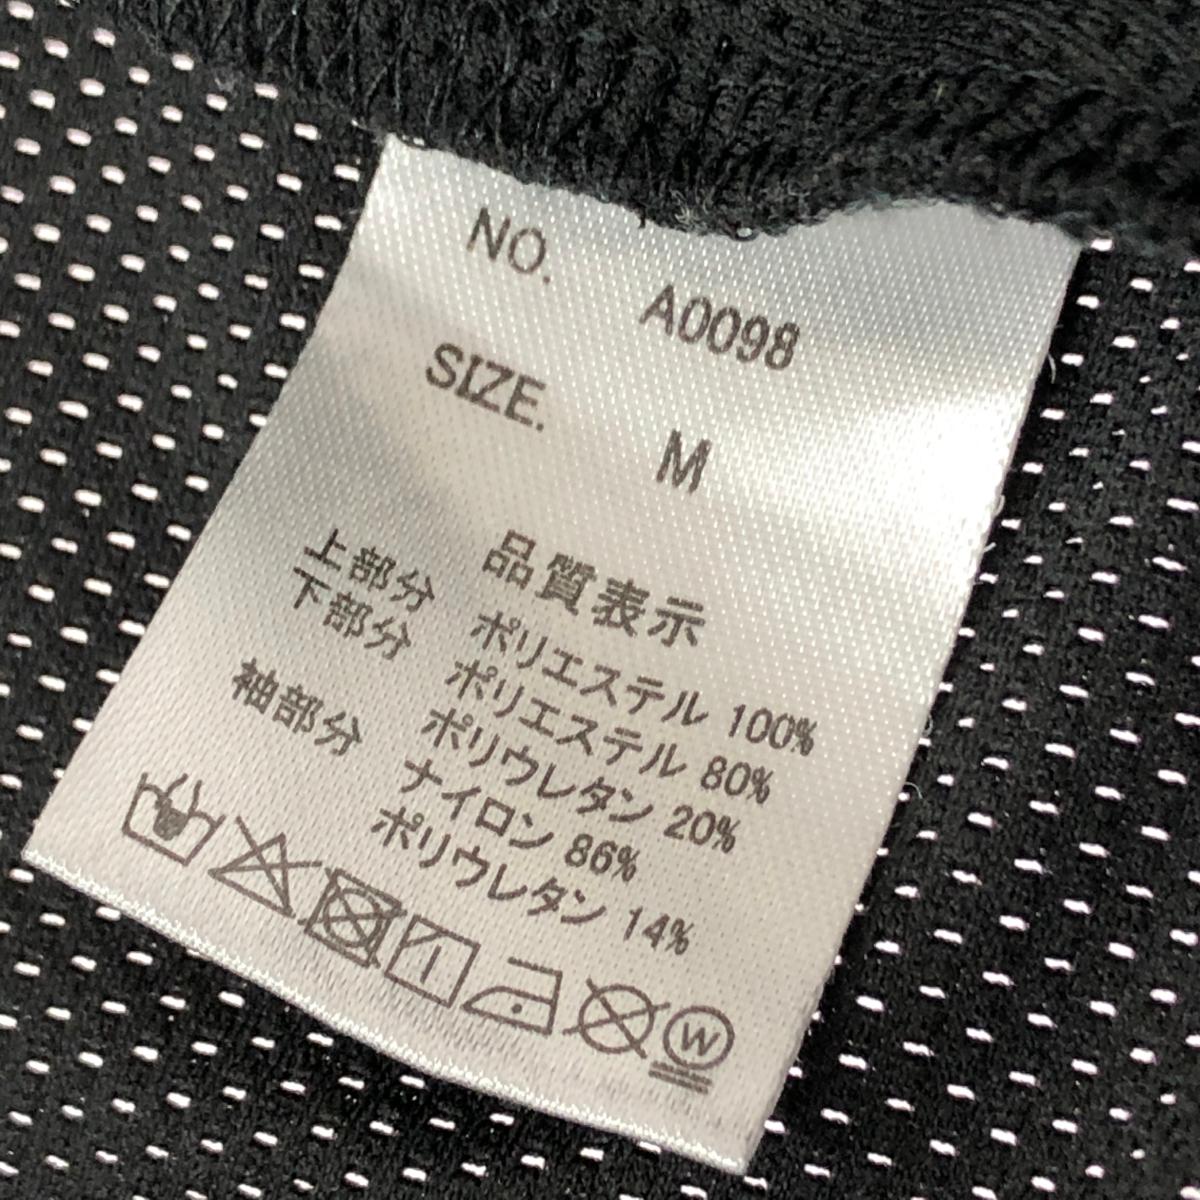 NO. A0098
SIZE. M
品質表示
上部分 ポリエステル 100%
下部分 ポリエステル 80%
ポリウレタン 20%
袖部分 ナイロン 86%
ポリウレタン 14%
W